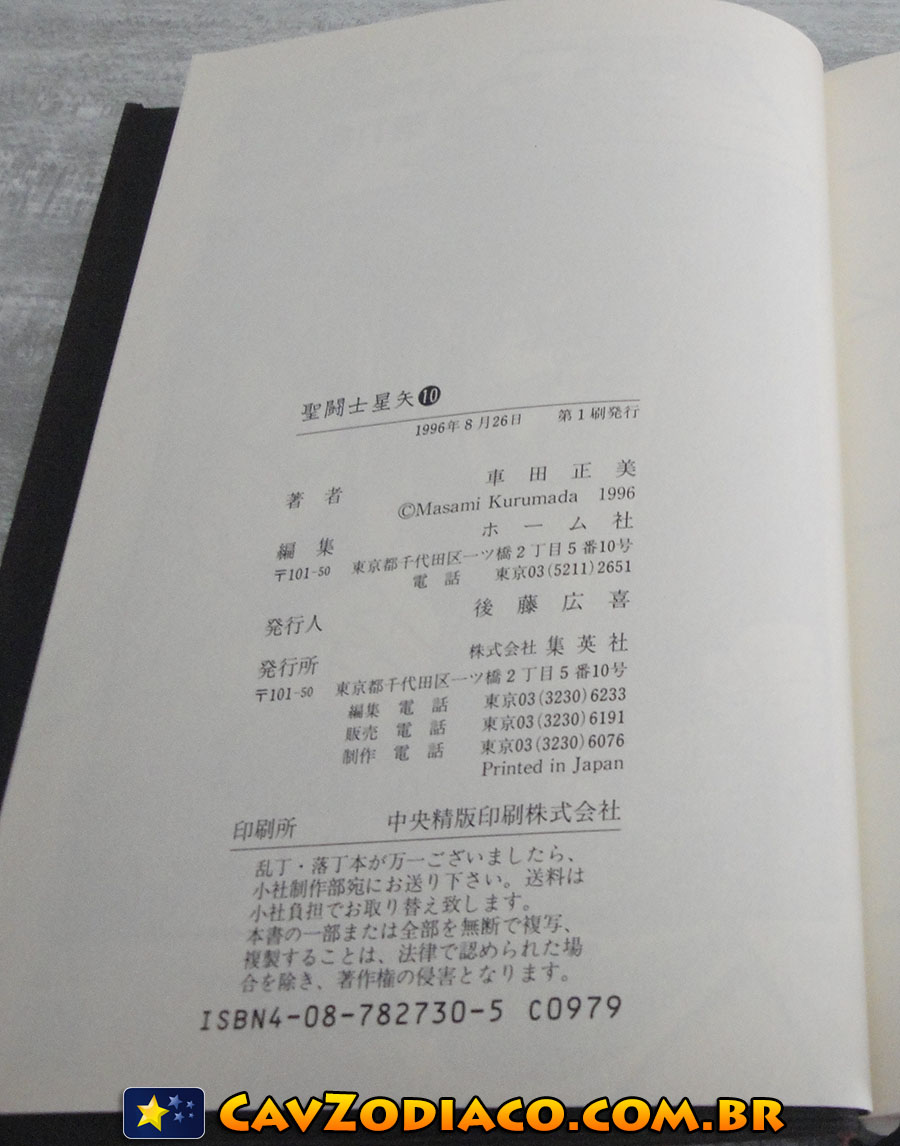 聖闘士星矢❿
1996年8月26日 第1刷発行
著者 車田正美
©Masami Kurumada 1996
編集 ホーム社
〒101-50 東京都千代田区一ツ橋2丁目5番10号
電話 東京03(5211)2651
発行人 後藤広喜
発行所 株式会社 集英社
〒101-50 東京都千代田区一ツ橋2丁目5番10号
編集 電話 東京03(3230)6233
販売 電話 東京03(3230)6191
制作 電話 東京03(3230)6076
Printed in Japan
印刷所 中央精版印刷株式会社
乱丁・落丁本が万一ございましたら、
小社制作部宛にお送り下さい。送料は
小社負担でお取り替え致します。
本書の一部または全部を無断で複写、
複製することは、法律で認められた場
合を除き、著作権の侵害となります。
ISBN4-08-782730-5 C0979
CAVZODIACO.COM.BR